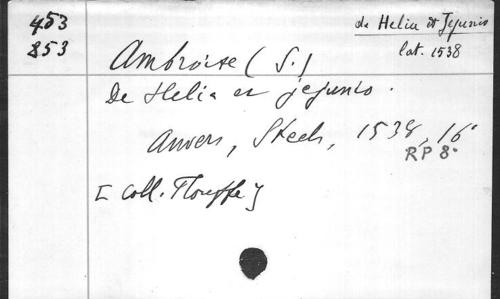 453
853
de Helia et Jejunio
lat. 1538
Ambroise (S.)
De Helia et jejunio.
Anvers, Steels, 1538, 16°
RP 8°
[coll.